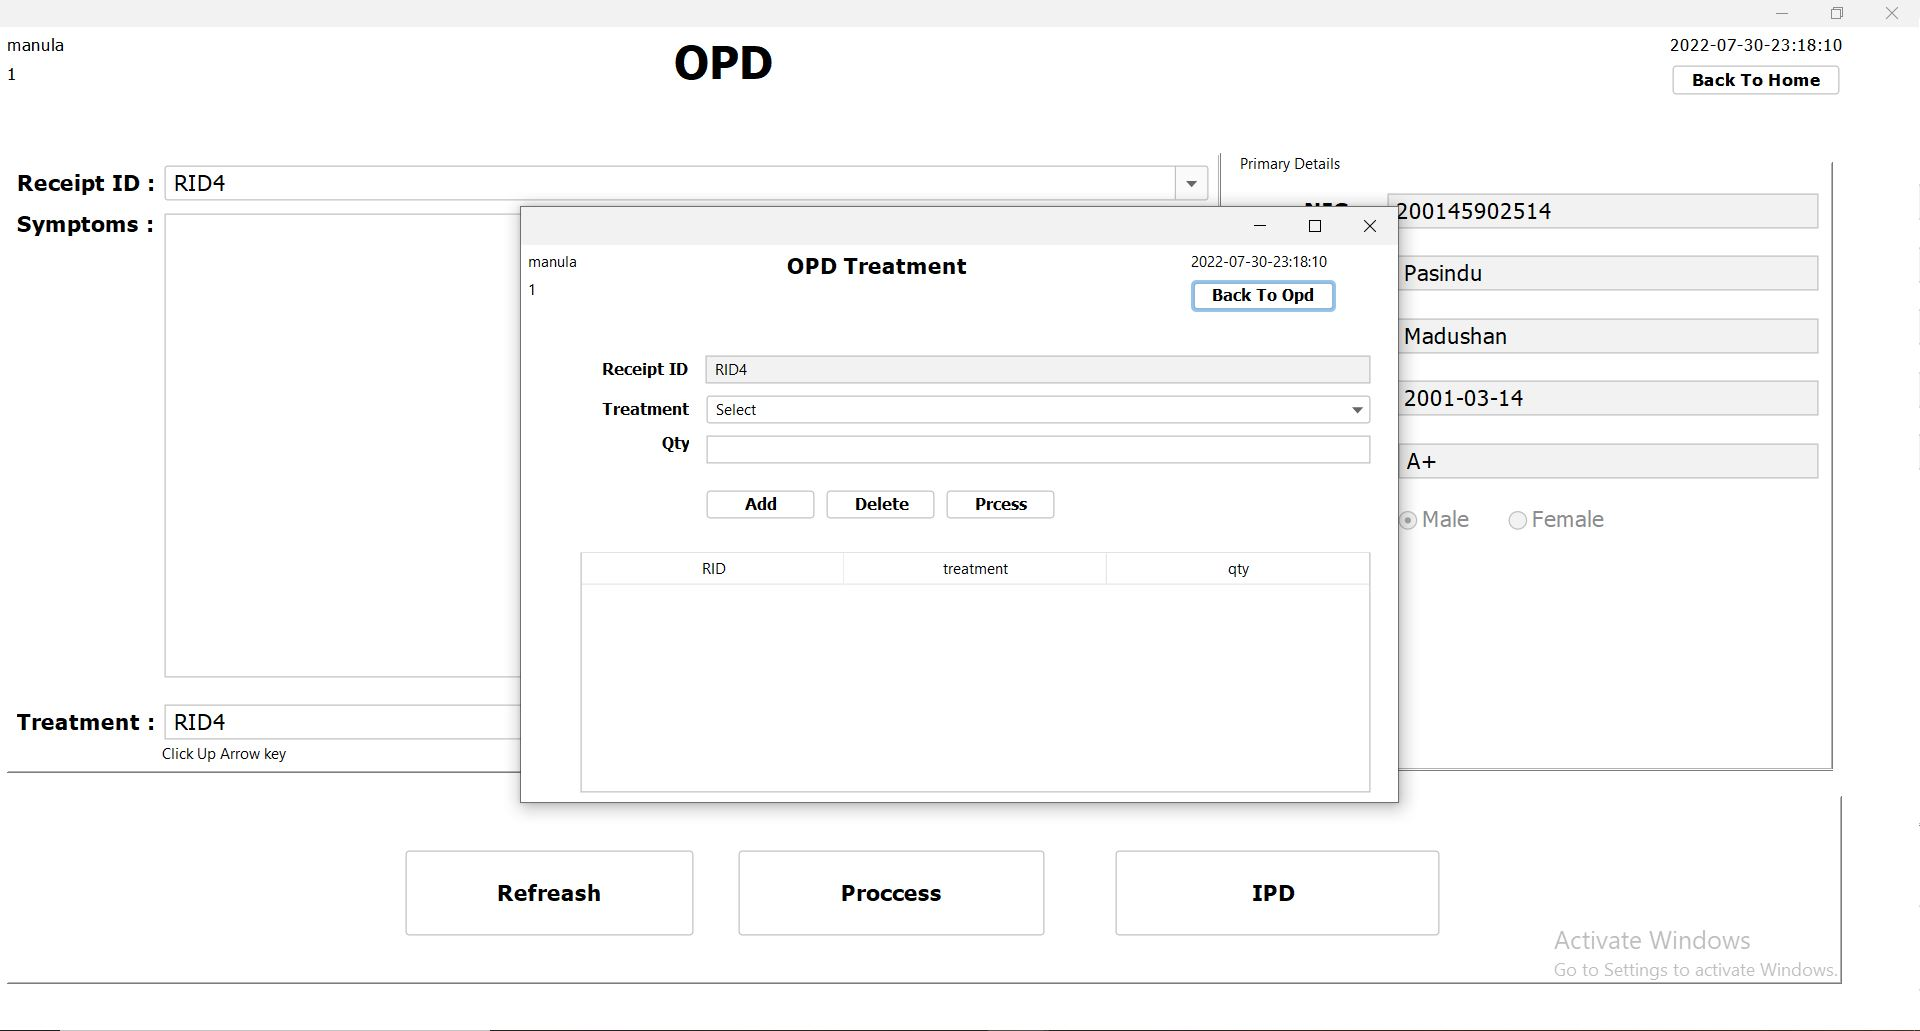 manula
1
OPD
2022-07-30-23:18:10
Back To Home
Receipt ID : RID4
Symptoms :
Treatment : RID4
Click Up Arrow key
Primary Details
200145902514
Pasindu
Madushan
2001-03-14
A+
Male Female
manula
1
OPD Treatment
2022-07-30-23:18:10
Back To Opd
Receipt ID RID4
Treatment Select
Qty
Add Delete Prcess
RID treatment qty
Refreash Proccess IPD
Activate Windows
Go to Settings to activate Windows.